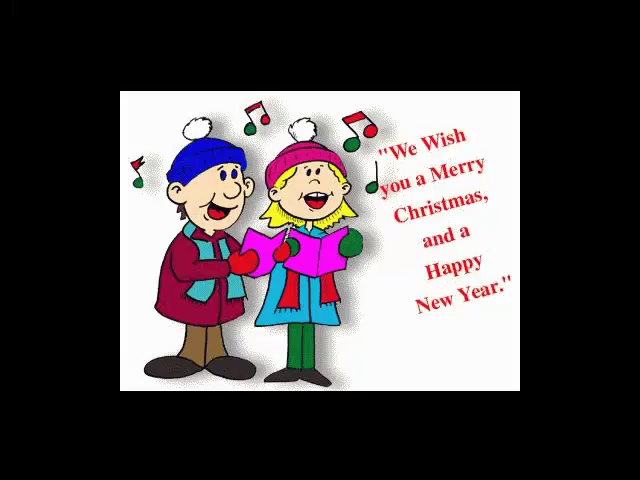 "We Wish
you a Merry
Christmas,
and a
Happy
New Year."